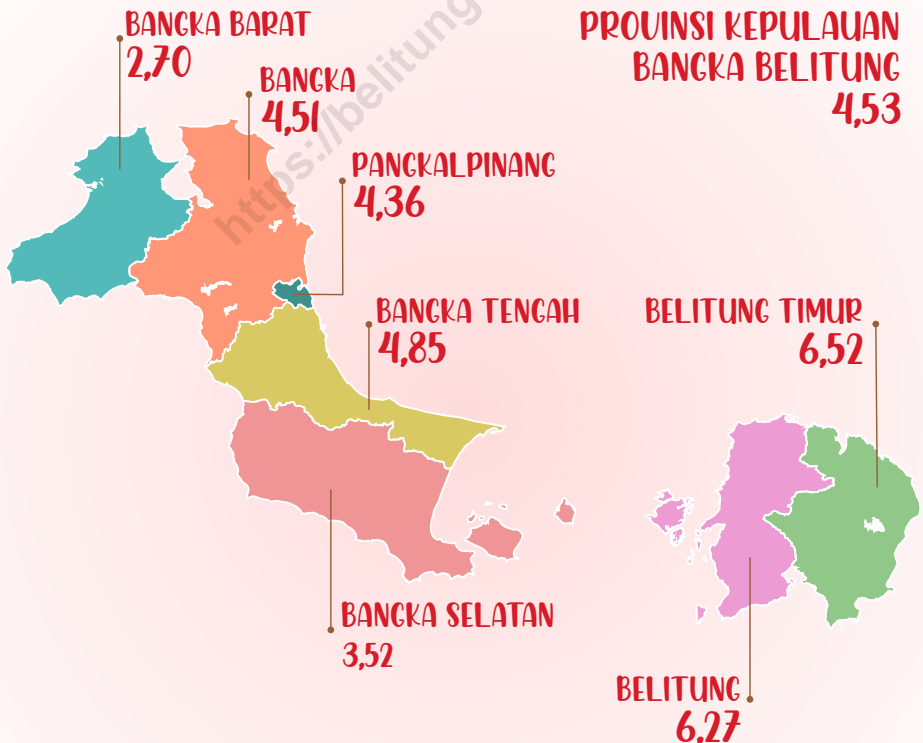 BANGKA BARAT
2,70
BANGKA
4,51
PANGKALPINANG
4,36
BANGKA TENGAH
4,85
BANGKA SELATAN
3,52
PROVINSI KEPULAUAN
BANGKA BELITUNG
4,53
BELITUNG TIMUR
6,52
BELITUNG
6,27
https://belitung